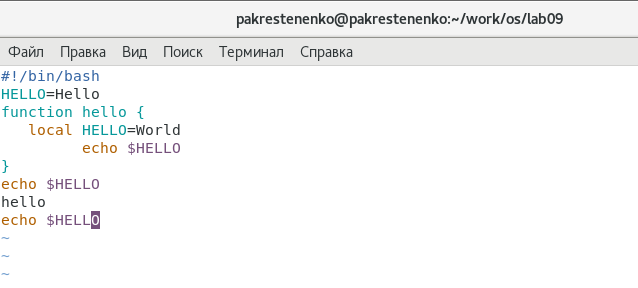 pakrestenenko@pakrestenenko:~/work/os/lab09
Файл Правка Вид Поиск Терминал Справка
#!/bin/bash
HELLO=Hello
function hello {
   local HELLO=World
         echo $HELLO
}
echo $HELLO
hello
echo $HELLO
~
~
~